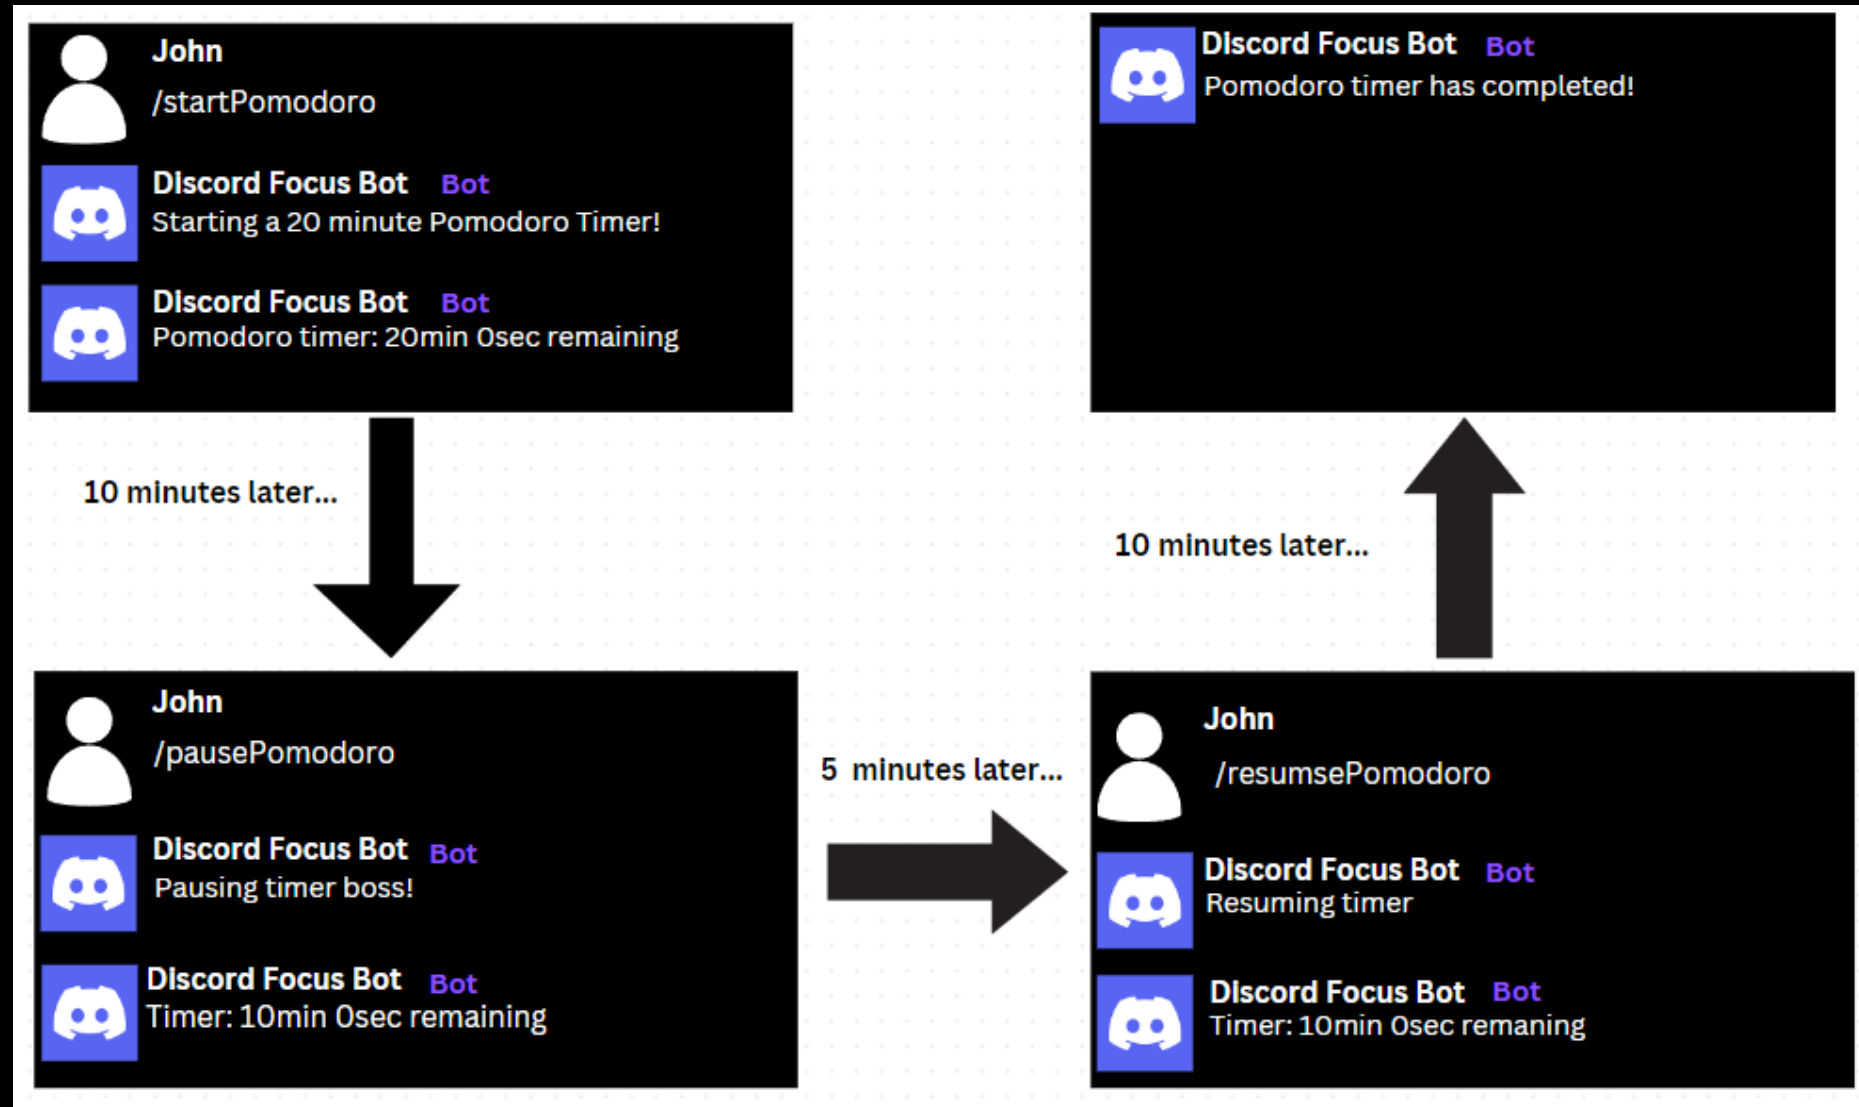 John
/startPomodoro
DIscord Focus Bot Bot
Starting a 20 minute Pomodoro Timer!
DIscord Focus Bot Bot
Pomodoro timer: 20min 0sec remaining
10 minutes later...
John
/pausePomodoro
DIscord Focus Bot Bot
Pausing timer boss!
DIscord Focus Bot Bot
Timer: 10min 0sec remaining
5 minutes later...
John
/resumsePomodoro
DIscord Focus Bot Bot
Resuming timer
DIscord Focus Bot Bot
Timer: 10min 0sec remaning
10 minutes later...
DIscord Focus Bot Bot
Pomodoro timer has completed!